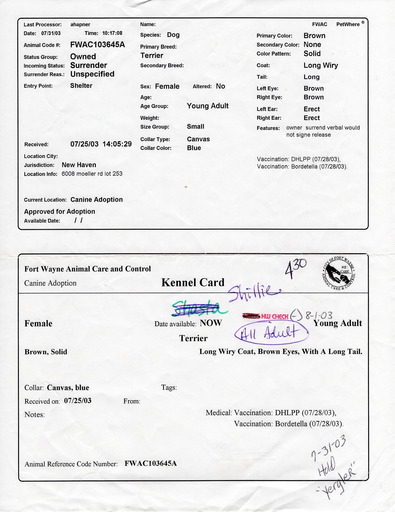 Last Processor: ahapner Name: FWAC PetWhere ®
Date: 07/31/03 Time: 10:17:08 Species: Dog Primary Color: Brown
Animal Code #: FWAC103645A Primary Breed: Secondary Color: None
Status Group: Owned Terrier Color Pattern: Solid
Incoming Status: Surrender Secondary Breed: Coat: Long Wiry
Surrender Reas.: Unspecified Tail: Long
Entry Point: Shelter Sex: Female Altered: No Left Eye: Brown
Age: Right Eye: Brown
Age Group: Young Adult Left Ear: Erect
Weight: Right Ear: Erect
Size Group: Small Features: owner surrend verbal would
not signe release
Collar Type: Canvas
Received: 07/25/03 14:05:29 Collar Color: Blue
Location City:
Jurisdiction: New Haven Vaccination: DHLPP (07/28/03),
Location Info: 6008 moeller rd lot 253 Vaccination: Bordetella (07/28/03).
Current Location: Canine Adoption
Approved for Adoption
Available Date: / /
Fort Wayne Animal Care and Control 430
Canine Adoption Kennel Card
Shasta Shillie
Female Date available: NOW HW CHECK (-) 8-1-03 Young Adult
Terrier All Adult
Brown, Solid Long Wiry Coat, Brown Eyes, With A Long Tail.
Collar: Canvas, blue Tags:
Received on: 07/25/03 From:
Notes: Medical: Vaccination: DHLPP (07/28/03),
Vaccination: Bordetella (07/28/03).
7-31-03
Hold
Animal Reference Code Number: FWAC103645A